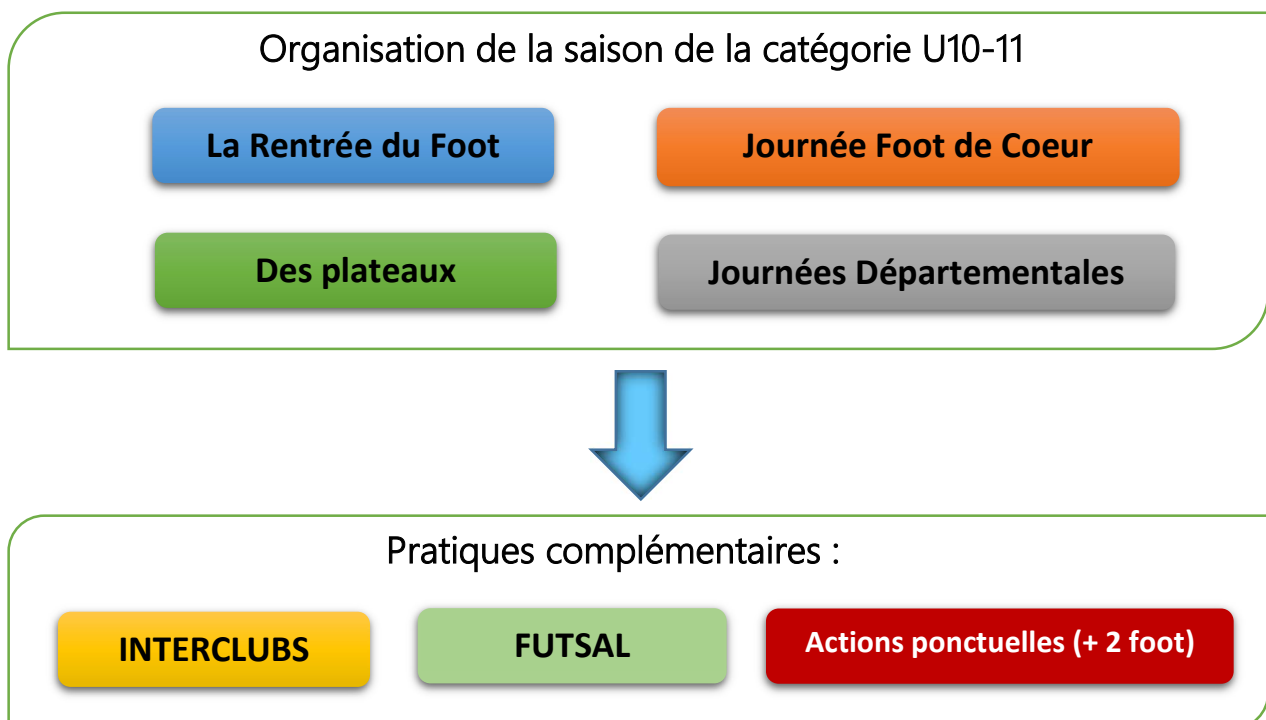 Organisation de la saison de la catégorie U10-11
La Rentrée du Foot
Journée Foot de Coeur
Des plateaux
Journées Départementales
Pratiques complémentaires :
INTERCLUBS
FUTSAL
Actions ponctuelles (+ 2 foot)